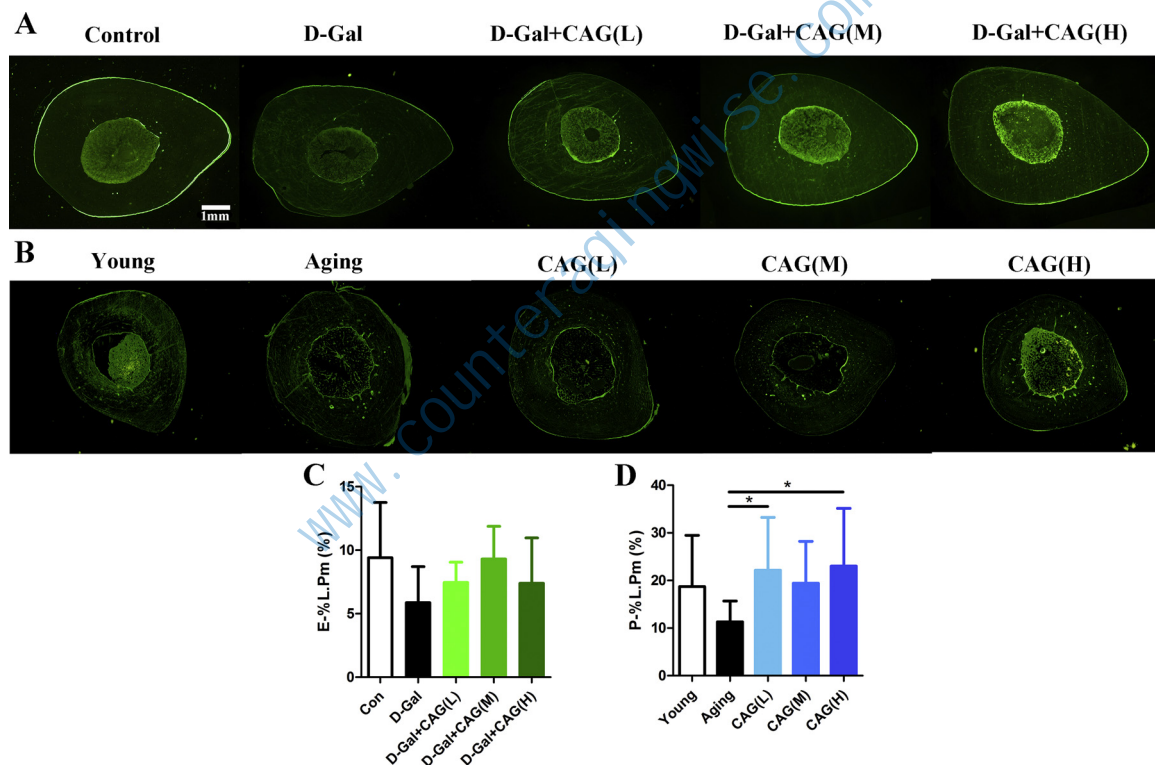 A
Control D-Gal D-Gal+CAG(L) D-Gal+CAG(M) D-Gal+CAG(H)
1mm
B
Young Aging CAG(L) CAG(M) CAG(H)
C
E-%L.Pm (%)
15
10
5
0
Con D-Gal D-Gal+CAG(L) D-Gal+CAG(M) D-Gal+CAG(H)
D
P-%L.Pm (%)
40
30
20
10
0
* *
Young Aging CAG(L) CAG(M) CAG(H)
www.counteragingwise.com